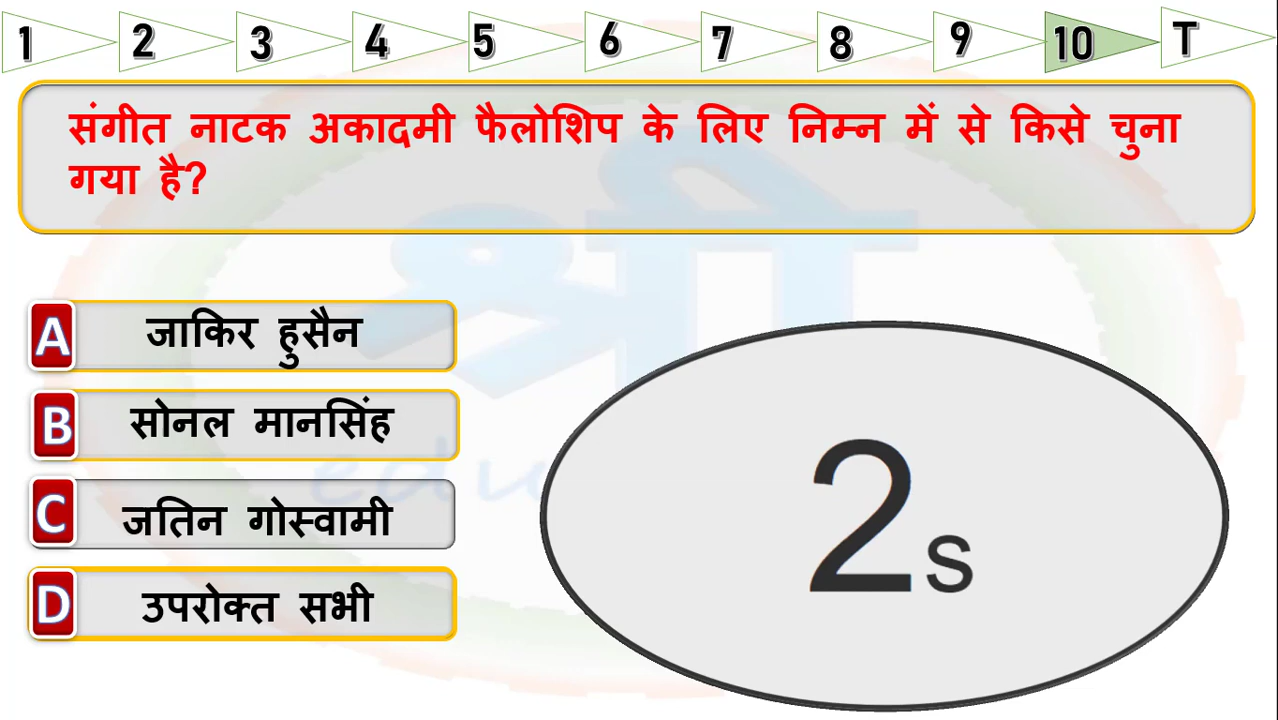 1 2 3 4 5 6 7 8 9 10 T
संगीत नाटक अकादमी फैलोशिप के लिए निम्न में से किसे चुना
गया है?
A जाकिर हुसैन
B सोनल मानसिंह
C जतिन गोस्वामी
D उपरोक्त सभी
2s
श्री